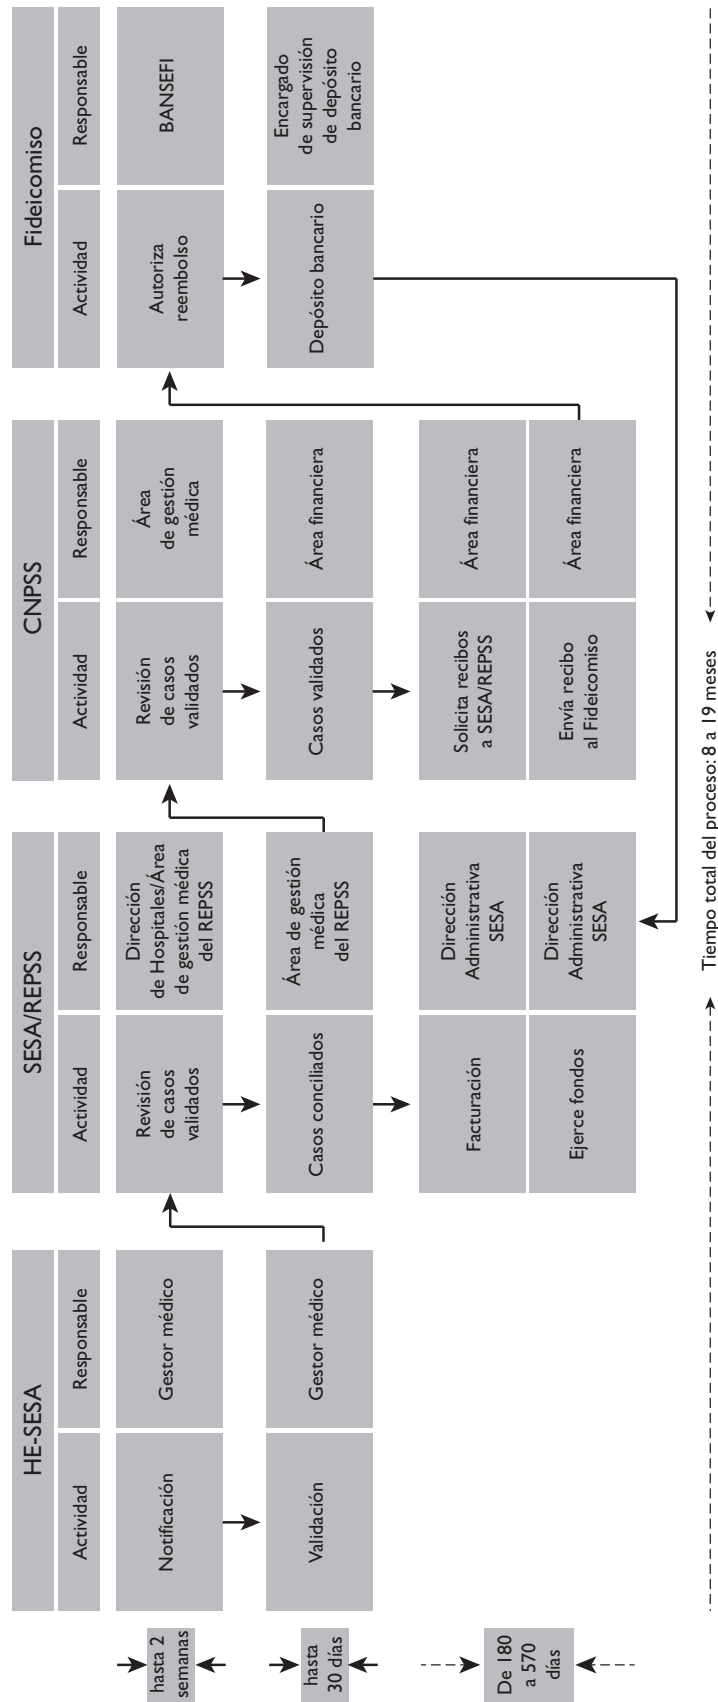 HE-SESA
Actividad
Responsable
hasta 2
semanas
Notificación
Gestor médico
hasta
30 días
Validación
Gestor médico
De 180
a 570
días
SESA/REPSS
Actividad
Responsable
Revisión
de casos
validados
Dirección
de Hospitales/Área
de gestión médica
del REPSS
Casos conciliados
Área de gestión
médica
del REPSS
Facturación
Dirección
Administrativa
SESA
Ejerce fondos
Dirección
Administrativa
SESA
CNPSS
Actividad
Responsable
Revisión
de casos
validados
Área
de gestión
médica
Casos validados
Área financiera
Solicita recibos
a SESA/REPSS
Área financiera
Envía recibo
al Fideicomiso
Área financiera
Fideicomiso
Actividad
Responsable
Autoriza
reembolso
BANSEFI
Depósito bancario
Encargado
de supervisión
de depósito
bancario
Tiempo total del proceso: 8 a 19 meses